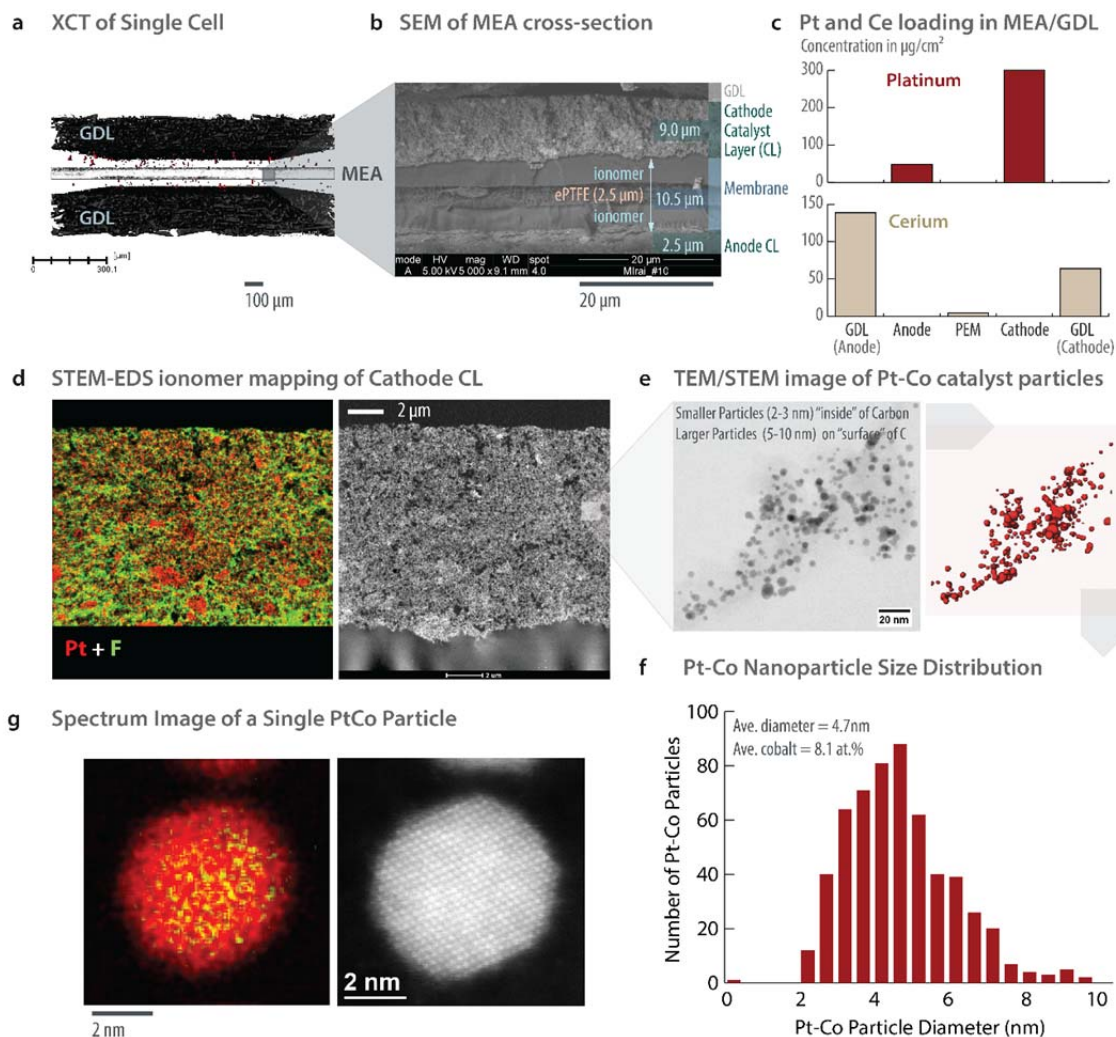 a XCT of Single Cell
GDL
MEA
GDL
[µm]
0 300.1
100 µm
b SEM of MEA cross-section
GDL
Cathode
Catalyst
Layer (CL)
9.0 µm
ionomer
ePTFE (2.5 µm)
ionomer
10.5 µm
Membrane
2.5 µm
Anode CL
mode HV mag WD spot 20 µm
A 5.00 kV 5 000 x 9.1 mm 4.0 MIrai_#10
20 µm
c Pt and Ce loading in MEA/GDL
Concentration in µg/cm²
300
200
100
0
Platinum
150
100
50
0
Cerium
GDL Anode PEM Cathode GDL
(Anode) (Cathode)
d STEM-EDS ionomer mapping of Cathode CL
Pt + F
2 µm
2 µm
e TEM/STEM image of Pt-Co catalyst particles
Smaller Particles (2-3 nm) "inside" of Carbon
Larger Particles (5-10 nm) on "surface" of C
20 nm
f Pt-Co Nanoparticle Size Distribution
Ave. diameter = 4.7nm
Ave. cobalt = 8.1 at.%
Number of Pt-Co Particles
100
80
60
40
20
0
0 2 4 6 8 10
Pt-Co Particle Diameter (nm)
g Spectrum Image of a Single PtCo Particle
2 nm
2 nm